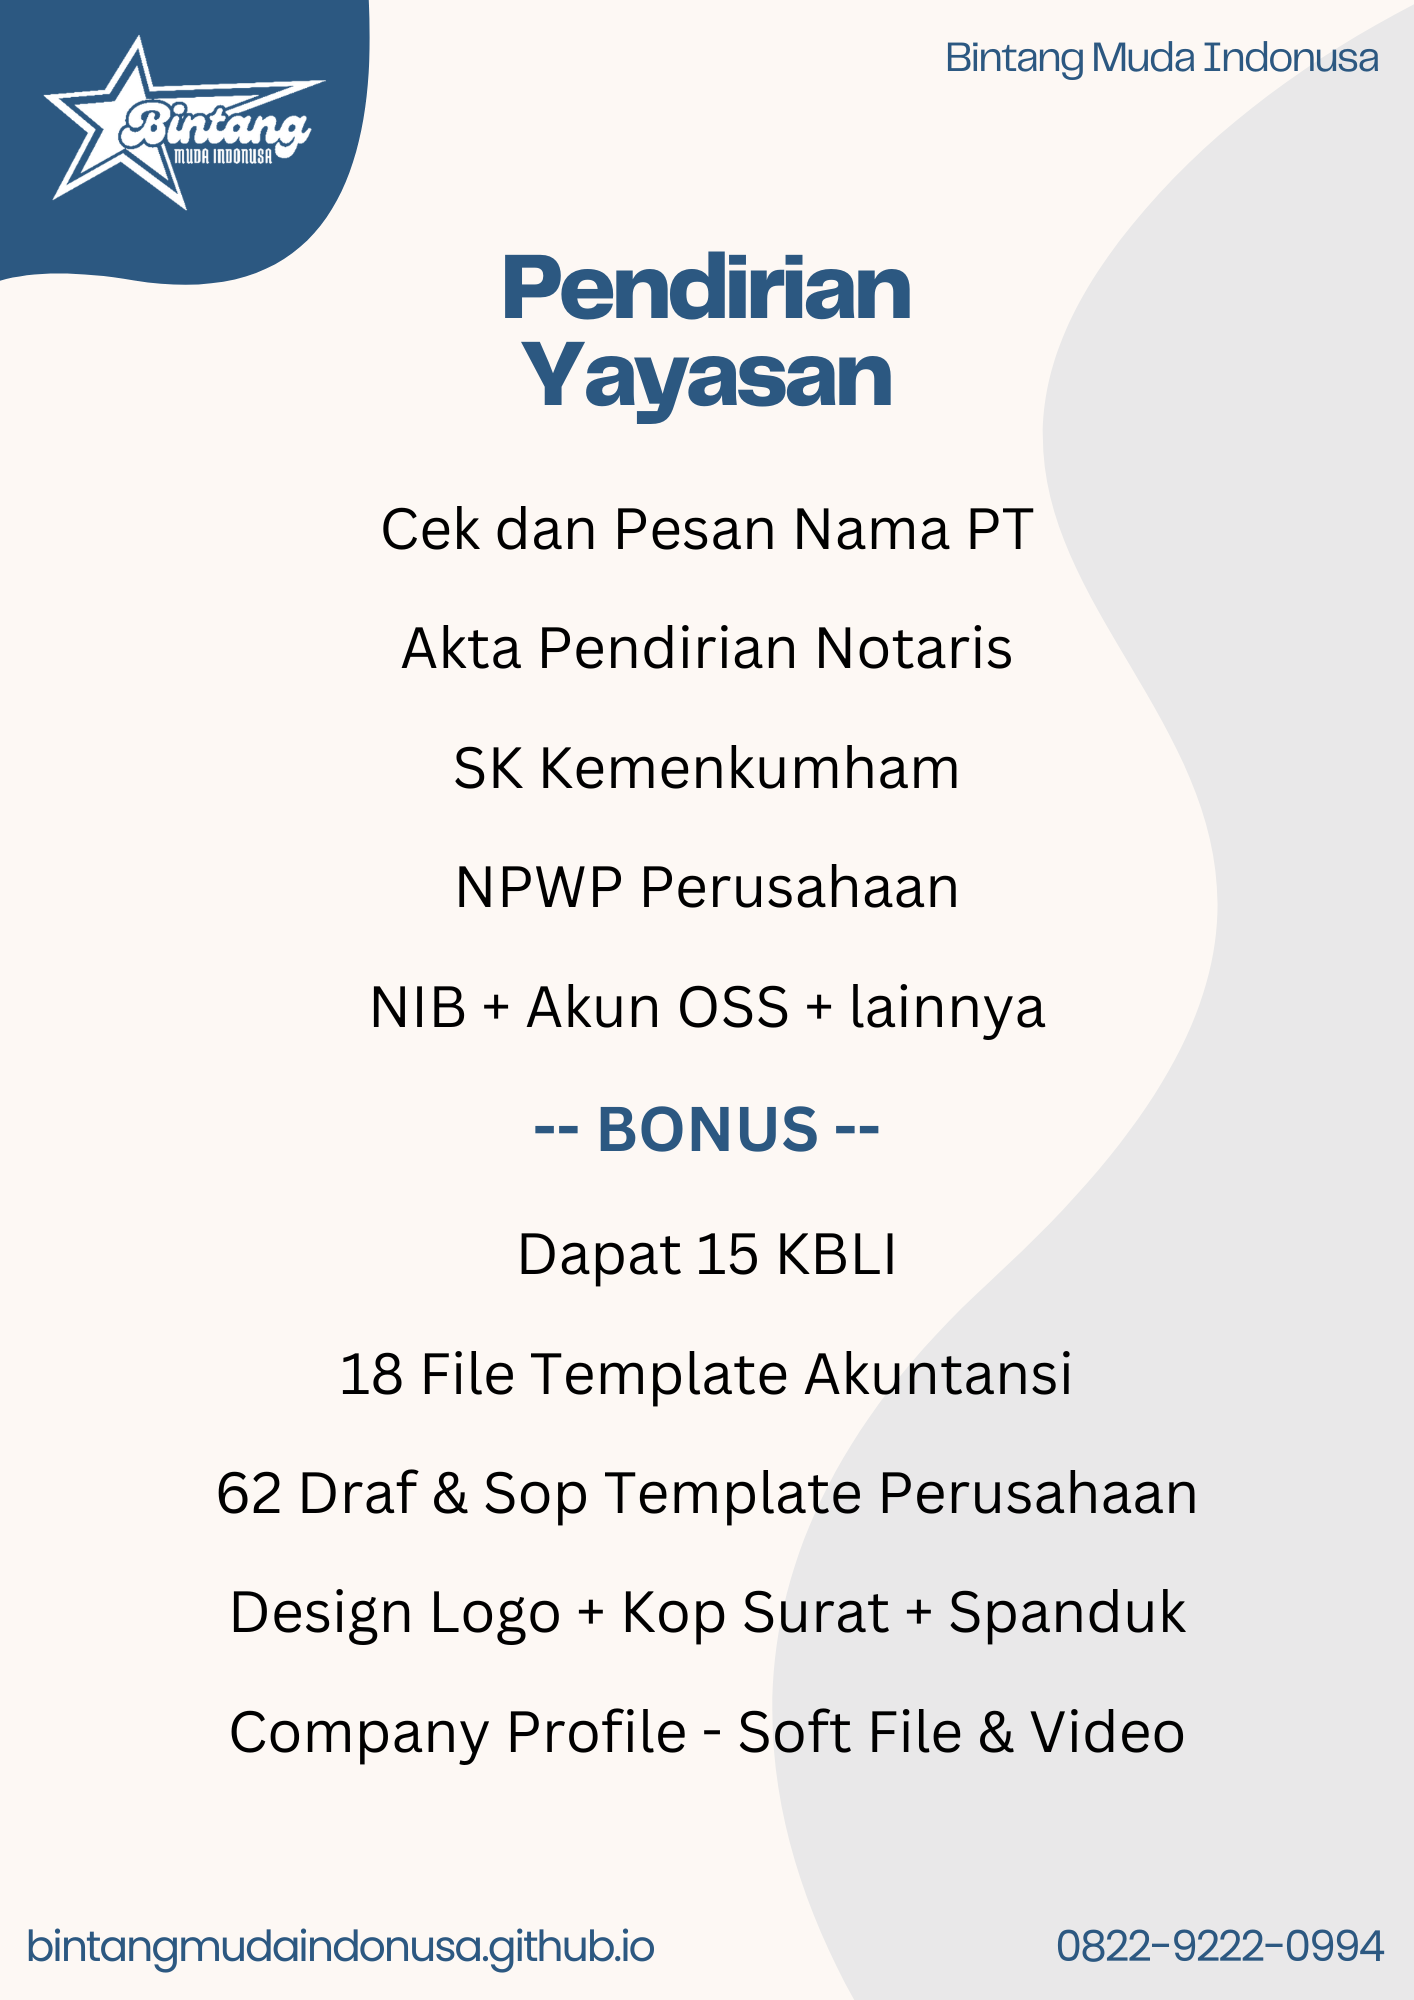 Bintang
MUDA INDONUSA
Bintang Muda Indonusa
Pendirian
Yayasan
Cek dan Pesan Nama PT
Akta Pendirian Notaris
SK Kemenkumham
NPWP Perusahaan
NIB + Akun OSS + lainnya
-- BONUS --
Dapat 15 KBLI
18 File Template Akuntansi
62 Draf & Sop Template Perusahaan
Design Logo + Kop Surat + Spanduk
Company Profile - Soft File & Video
bintangmudaindonusa.github.io
0822-9222-0994